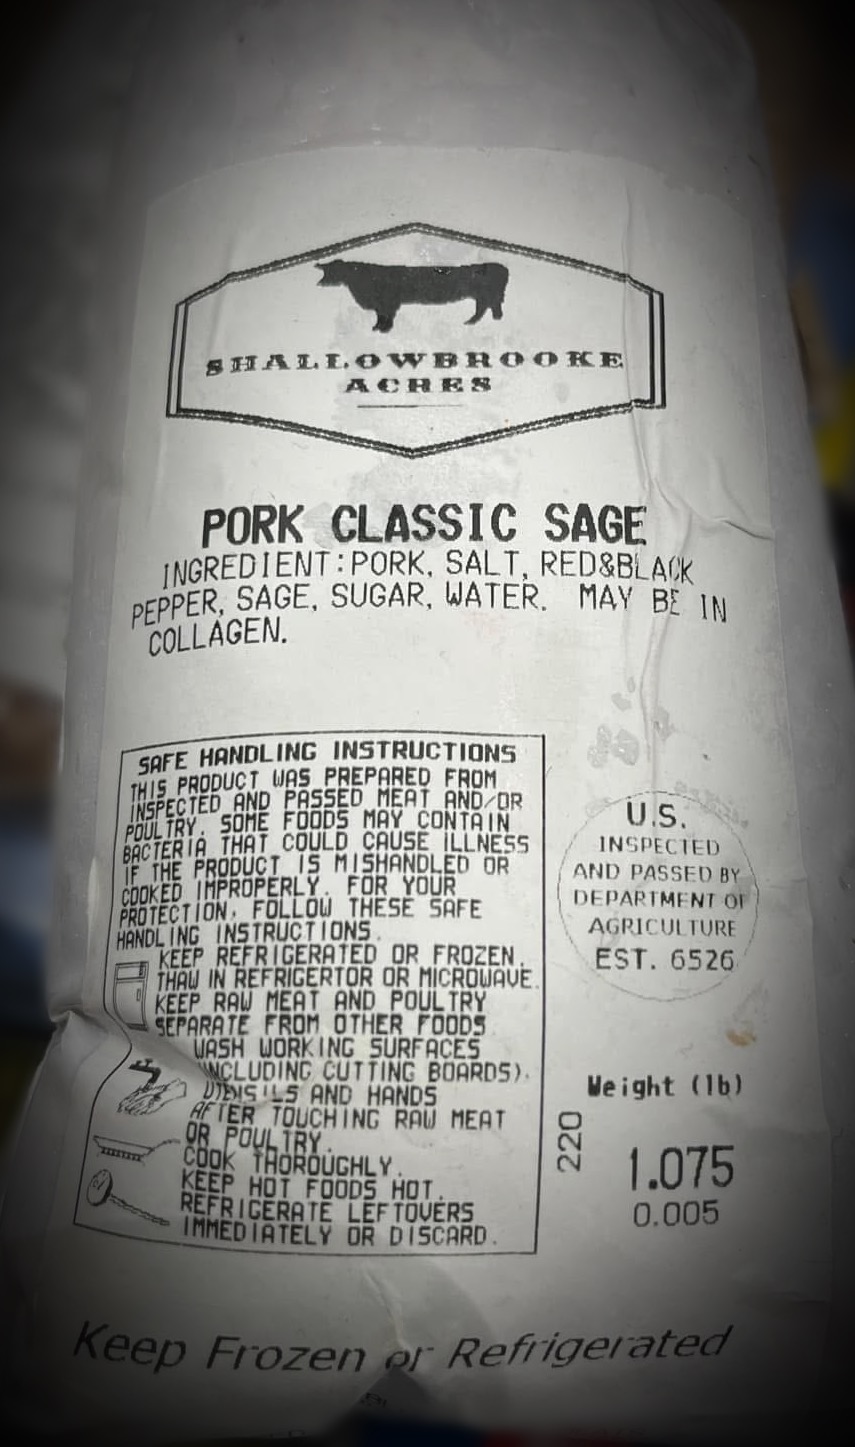 SHALLOWBROOKE
ACRES
PORK CLASSIC SAGE
INGREDIENT:PORK, SALT, RED&BLACK
PEPPER, SAGE, SUGAR, WATER. MAY BE IN
COLLAGEN.
SAFE HANDLING INSTRUCTIONS
THIS PRODUCT WAS PREPARED FROM
INSPECTED AND PASSED MEAT AND/OR
POULTRY. SOME FOODS MAY CONTAIN
BACTERIA THAT COULD CAUSE ILLNESS
IF THE PRODUCT IS MISHANDLED OR
COOKED IMPROPERLY. FOR YOUR
PROTECTION, FOLLOW THESE SAFE
HANDLING INSTRUCTIONS.
KEEP REFRIGERATED OR FROZEN.
THAW IN REFRIGERTOR OR MICROWAVE.
KEEP RAW MEAT AND POULTRY
SEPARATE FROM OTHER FOODS
WASH WORKING SURFACES
INCLUDING CUTTING BOARDS).
UTENSILS AND HANDS
AFTER TOUCHING RAW MEAT
OR POULTRY.
COOK THOROUGHLY.
KEEP HOT FOODS HOT.
REFRIGERATE LEFTOVERS
IMMEDIATELY OR DISCARD.
U.S.
INSPECTED
AND PASSED BY
DEPARTMENT OF
AGRICULTURE
EST. 6526
Weight (lb)
220
1.075
0.005
Keep Frozen or Refrigerated